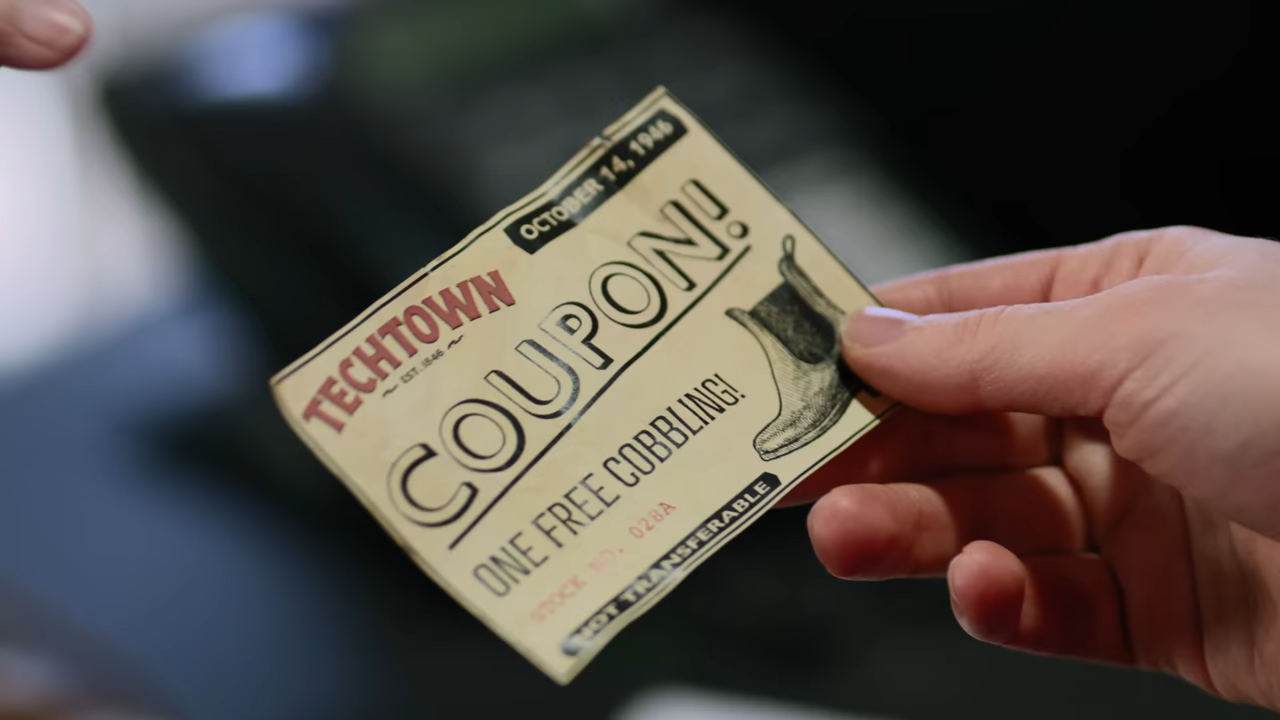 OCTOBER 14, 1946
TECHTOWN
EST. 1846
COUPON!
ONE FREE COBBLING!
STOCK NO. 028A
NOT TRANSFERABLE